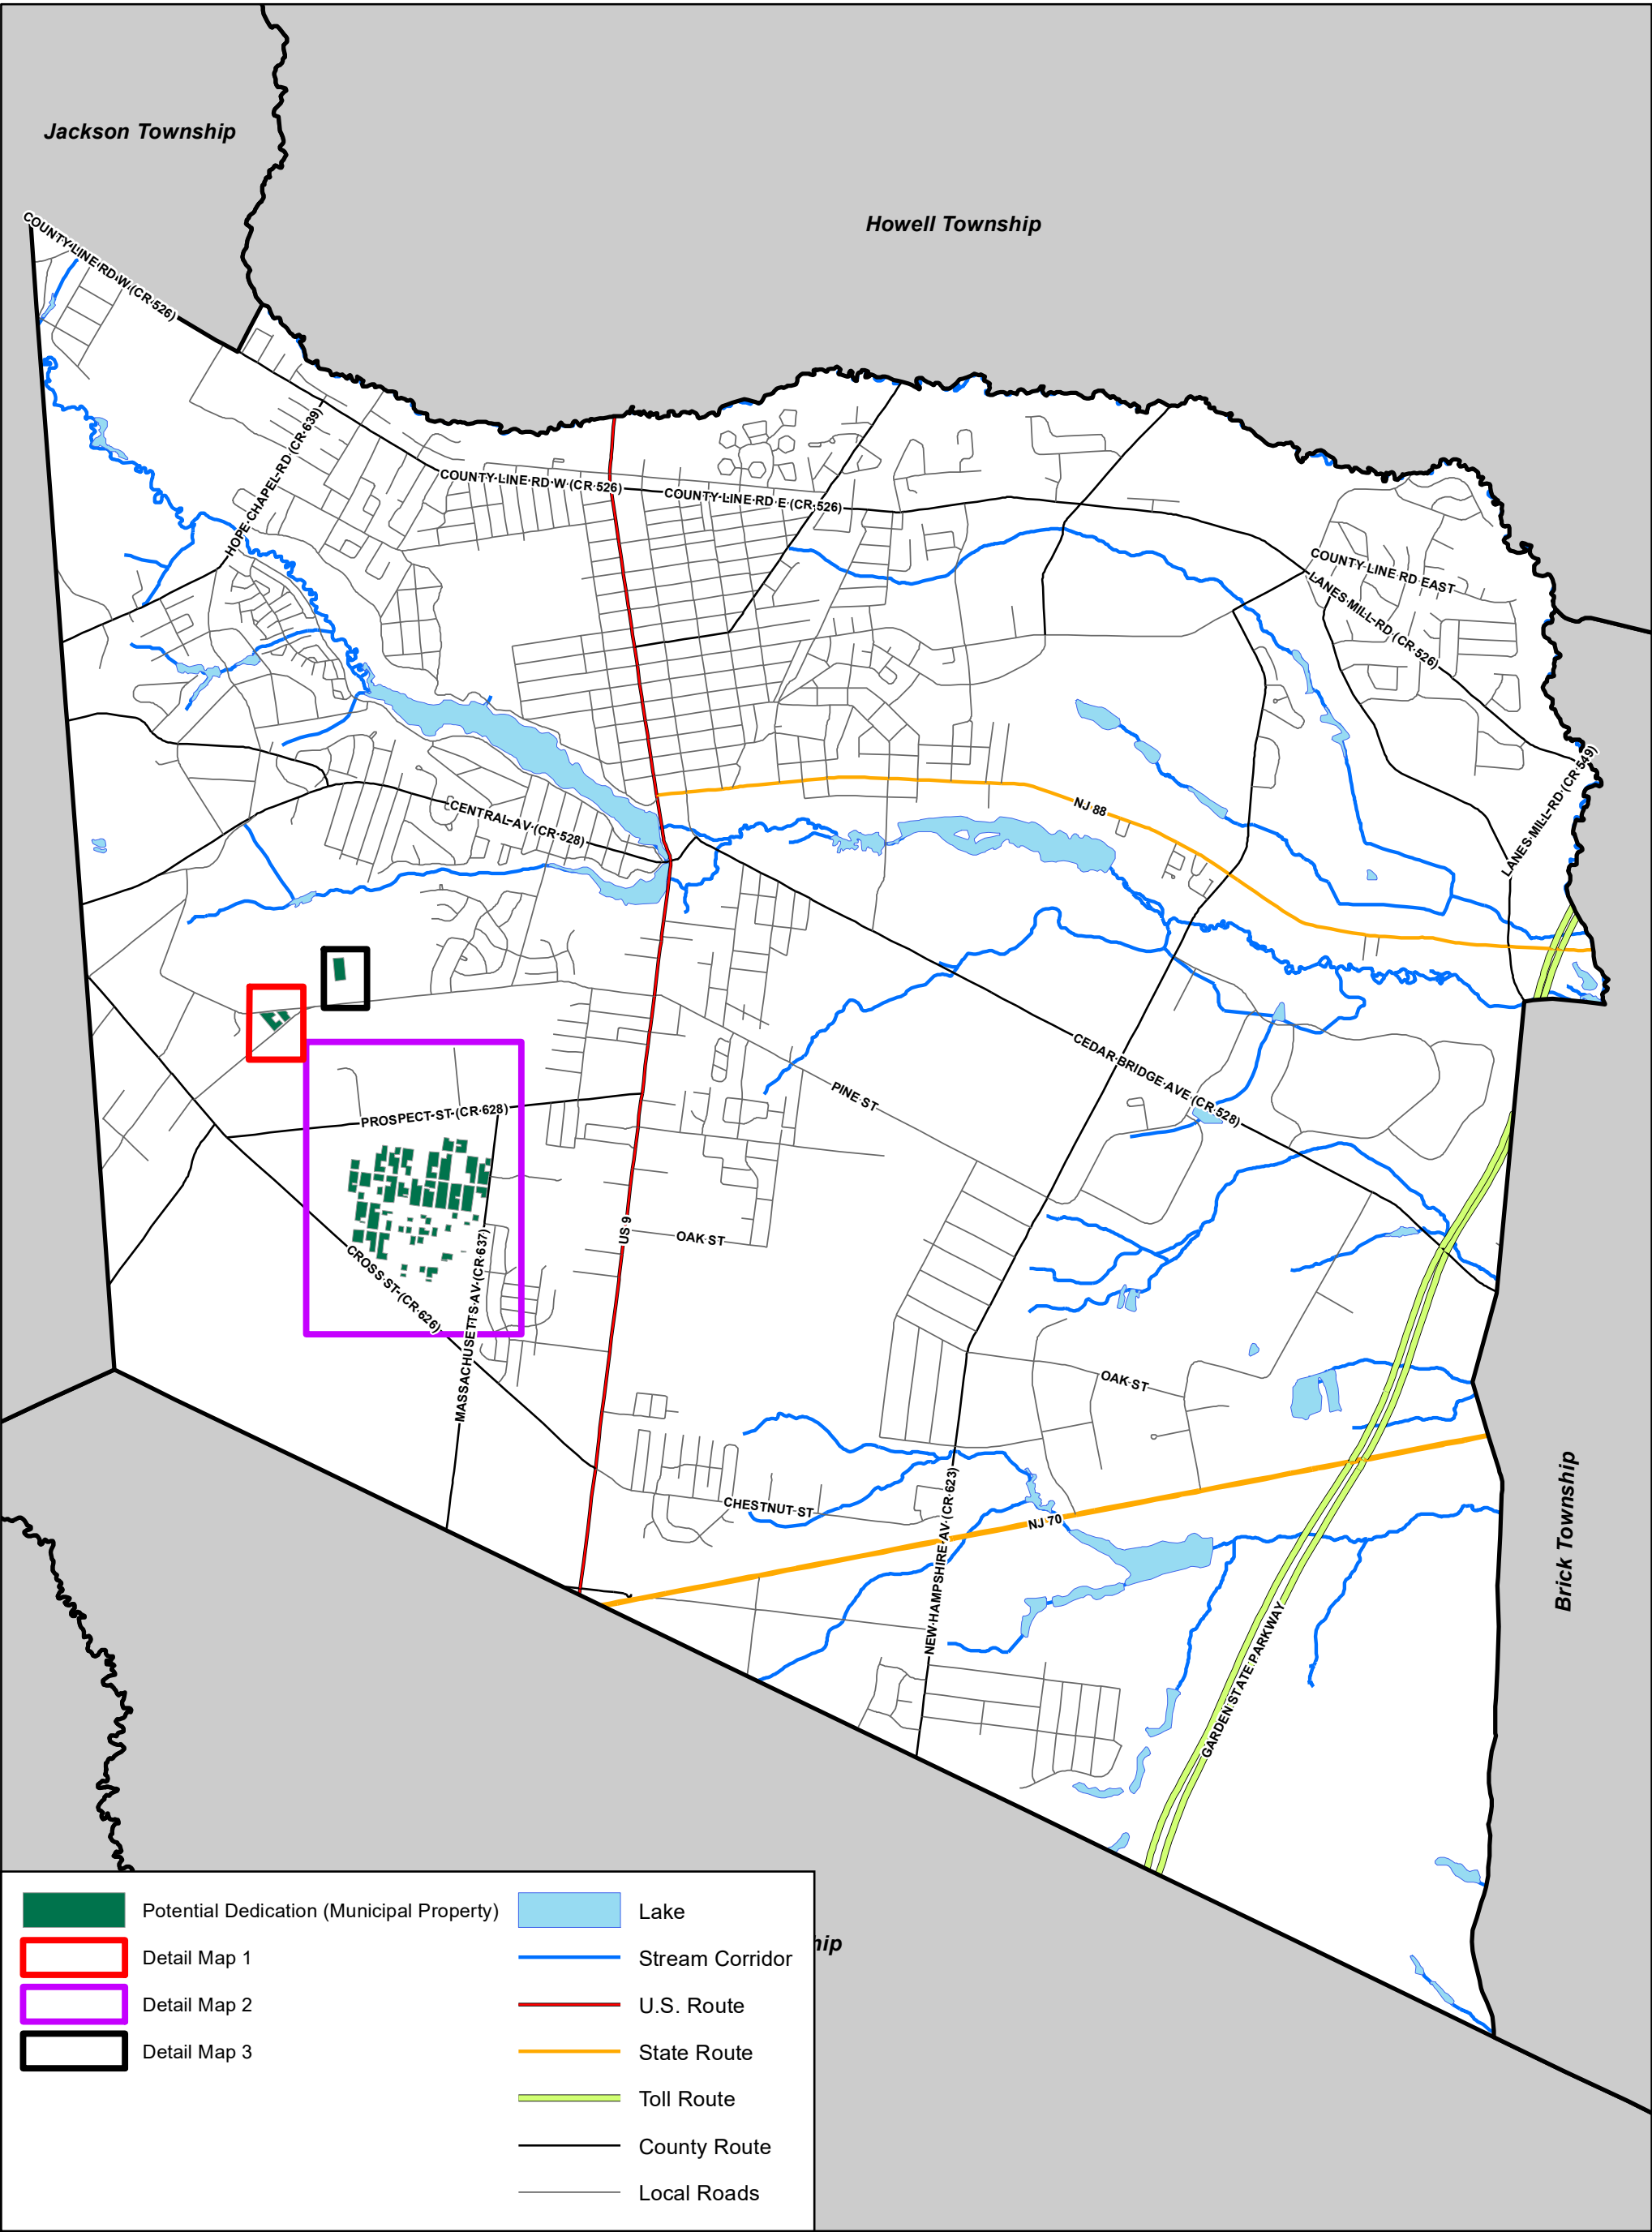 Jackson Township
Howell Township
COUNTY LINE RD W (CR 526)
HOPE CHAPEL RD (CR 639)
COUNTY LINE RD W (CR 526)
COUNTY LINE RD E (CR 526)
COUNTY LINE RD EAST
LANES MILL RD (CR 526)
LANES MILL RD (CR 549)
NJ 88
CENTRAL AV (CR 528)
CEDAR BRIDGE AVE (CR 528)
PINE ST
PROSPECT ST (CR 628)
US 9
OAK ST
CROSS ST (CR 626)
MASSACHUSETTS AV (CR 637)
OAK ST
CHESTNUT ST
NEW HAMPSHIRE AV (CR 623)
NJ 70
GARDEN STATE PARKWAY
Brick Township
hip
Potential Dedication (Municipal Property)
Detail Map 1
Detail Map 2
Detail Map 3
Lake
Stream Corridor
U.S. Route
State Route
Toll Route
County Route
Local Roads